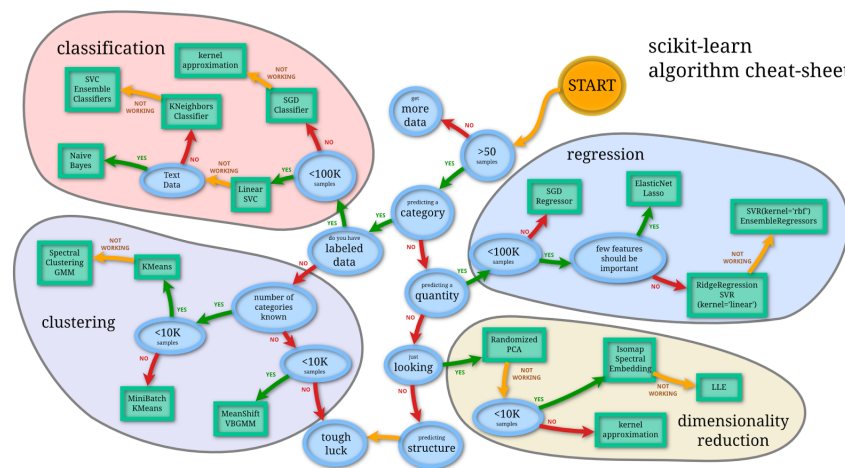 scikit-learn
algorithm cheat-sheet
START
get
more
data
NO
>50
samples
YES
predicting a
category
YES
NO
do you have
labeled
data
YES
NO
predicting a
quantity
YES
NO
just
looking
YES
NO
predicting
structure
tough
luck
classification
kernel
approximation
NOT
WORKING
SGD
Classifier
NO
<100K
samples
YES
Linear
SVC
NOT
WORKING
Text
Data
YES
Naive
Bayes
NO
KNeighbors
Classifier
NOT
WORKING
SVC
Ensemble
Classifiers
regression
<100K
samples
NO
SGD
Regressor
YES
few features
should be
important
YES
ElasticNet
Lasso
NO
RidgeRegression
SVR
(kernel='linear')
NOT
WORKING
SVR(kernel='rbf')
EnsembleRegressors
clustering
number of
categories
known
YES
NO
<10K
samples
YES
KMeans
NOT
WORKING
Spectral
Clustering
GMM
NO
MiniBatch
KMeans
<10K
samples
YES
MeanShift
VBGMM
NO
dimensionality
reduction
Randomized
PCA
NOT
WORKING
<10K
samples
YES
Isomap
Spectral
Embedding
NOT
WORKING
LLE
NO
kernel
approximation